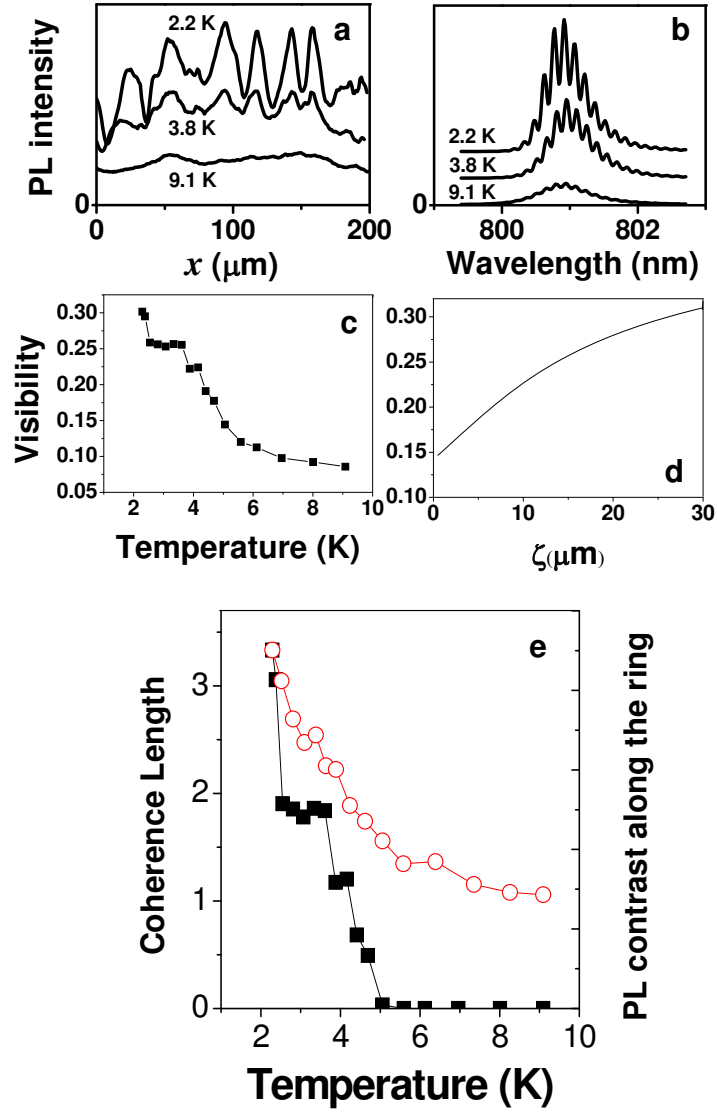 a
2.2 K
3.8 K
9.1 K
PL intensity
0
0 100 200
x (μm)
b
2.2 K
3.8 K
9.1 K
0
800 802
Wavelength (nm)
c
0.30
0.25
0.20
0.15
0.10
0.05
Visibility
0 2 4 6 8 10
Temperature (K)
d
0.30
0.25
0.20
0.15
0.10
0 10 20 30
ζ(μm)
e
3
2
1
0
Coherence Length
PL contrast along the ring
2 4 6 8 10
Temperature (K)